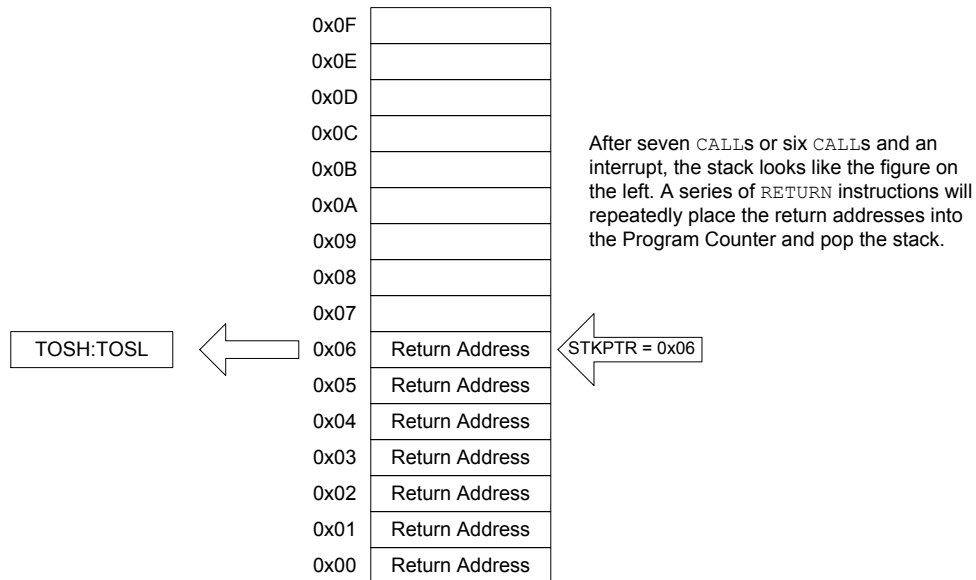 0x0F
0x0E
0x0D
0x0C
0x0B
0x0A
0x09
0x08
0x07
After seven CALLs or six CALLs and an
interrupt, the stack looks like the figure on
the left. A series of RETURN instructions will
repeatedly place the return addresses into
the Program Counter and pop the stack.
TOSH:TOSL
0x06 Return Address
STKPTR = 0x06
0x05 Return Address
0x04 Return Address
0x03 Return Address
0x02 Return Address
0x01 Return Address
0x00 Return Address